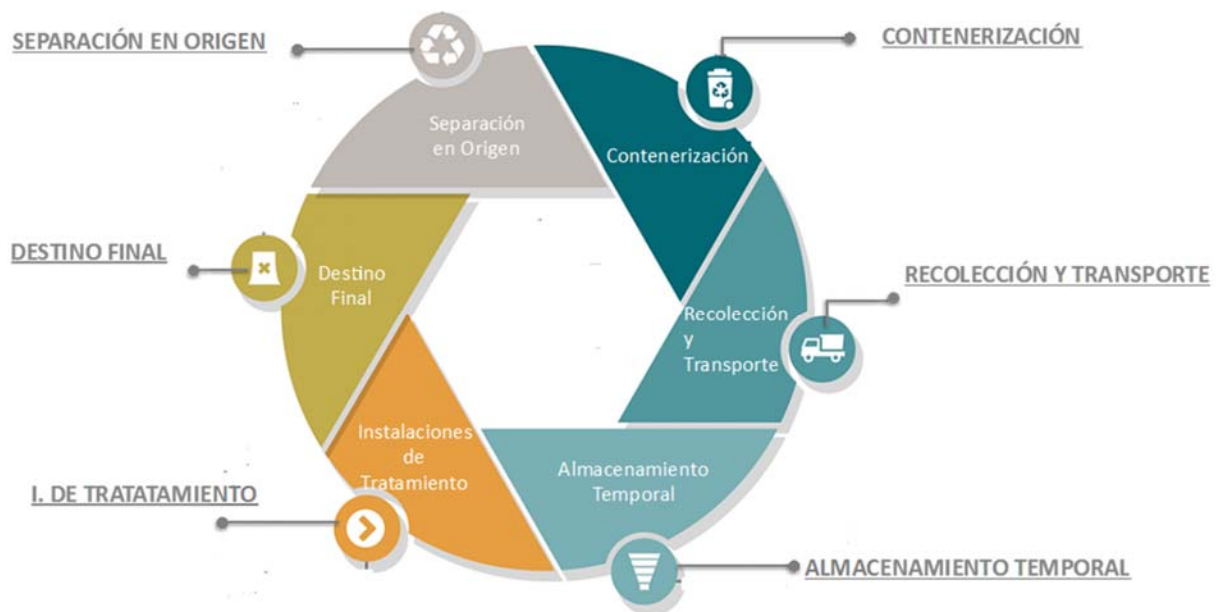 SEPARACIÓN EN ORIGEN
CONTENERIZACIÓN
Separación
en Origen
Contenerización
DESTINO FINAL
Destino
Final
RECOLECCIÓN Y TRANSPORTE
Recolección
y
Transporte
Instalaciones
de
Tratamiento
Almacenamiento
Temporal
I. DE TRATATAMIENTO
ALMACENAMIENTO TEMPORAL